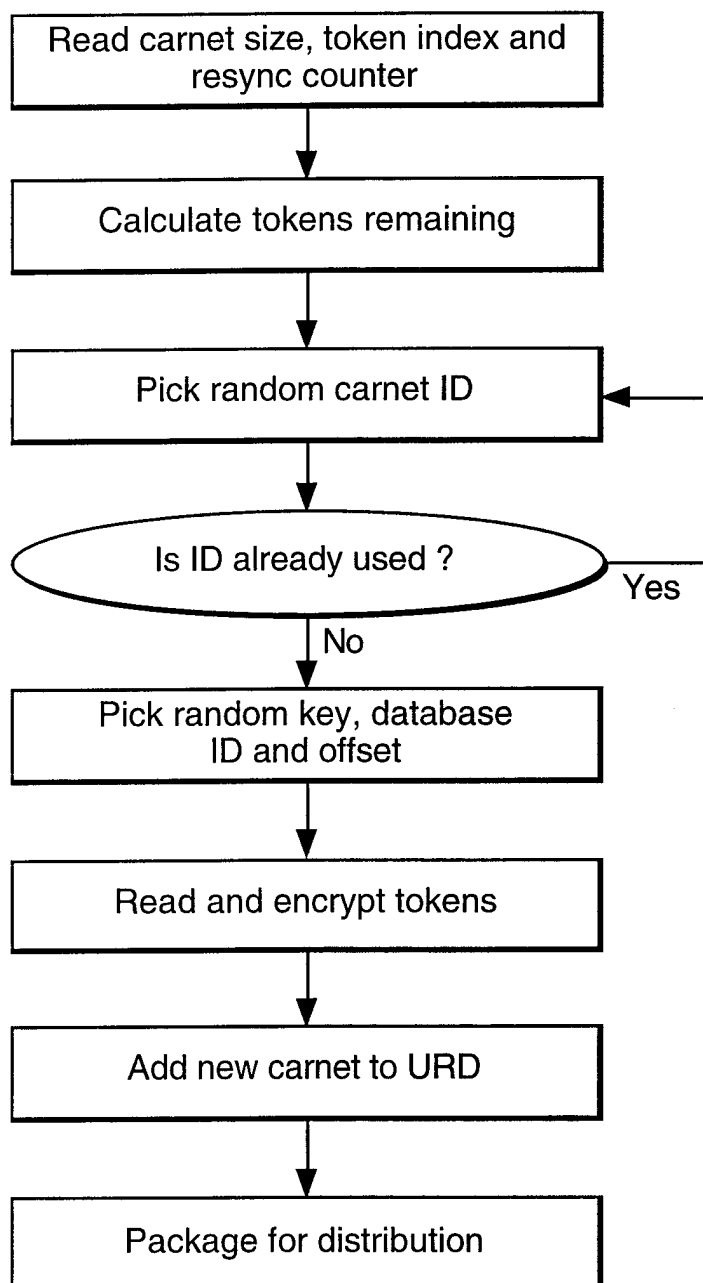 Read carnet size, token index and
resync counter
Calculate tokens remaining
Pick random carnet ID
Is ID already used ?
Yes
No
Pick random key, database
ID and offset
Read and encrypt tokens
Add new carnet to URD
Package for distribution